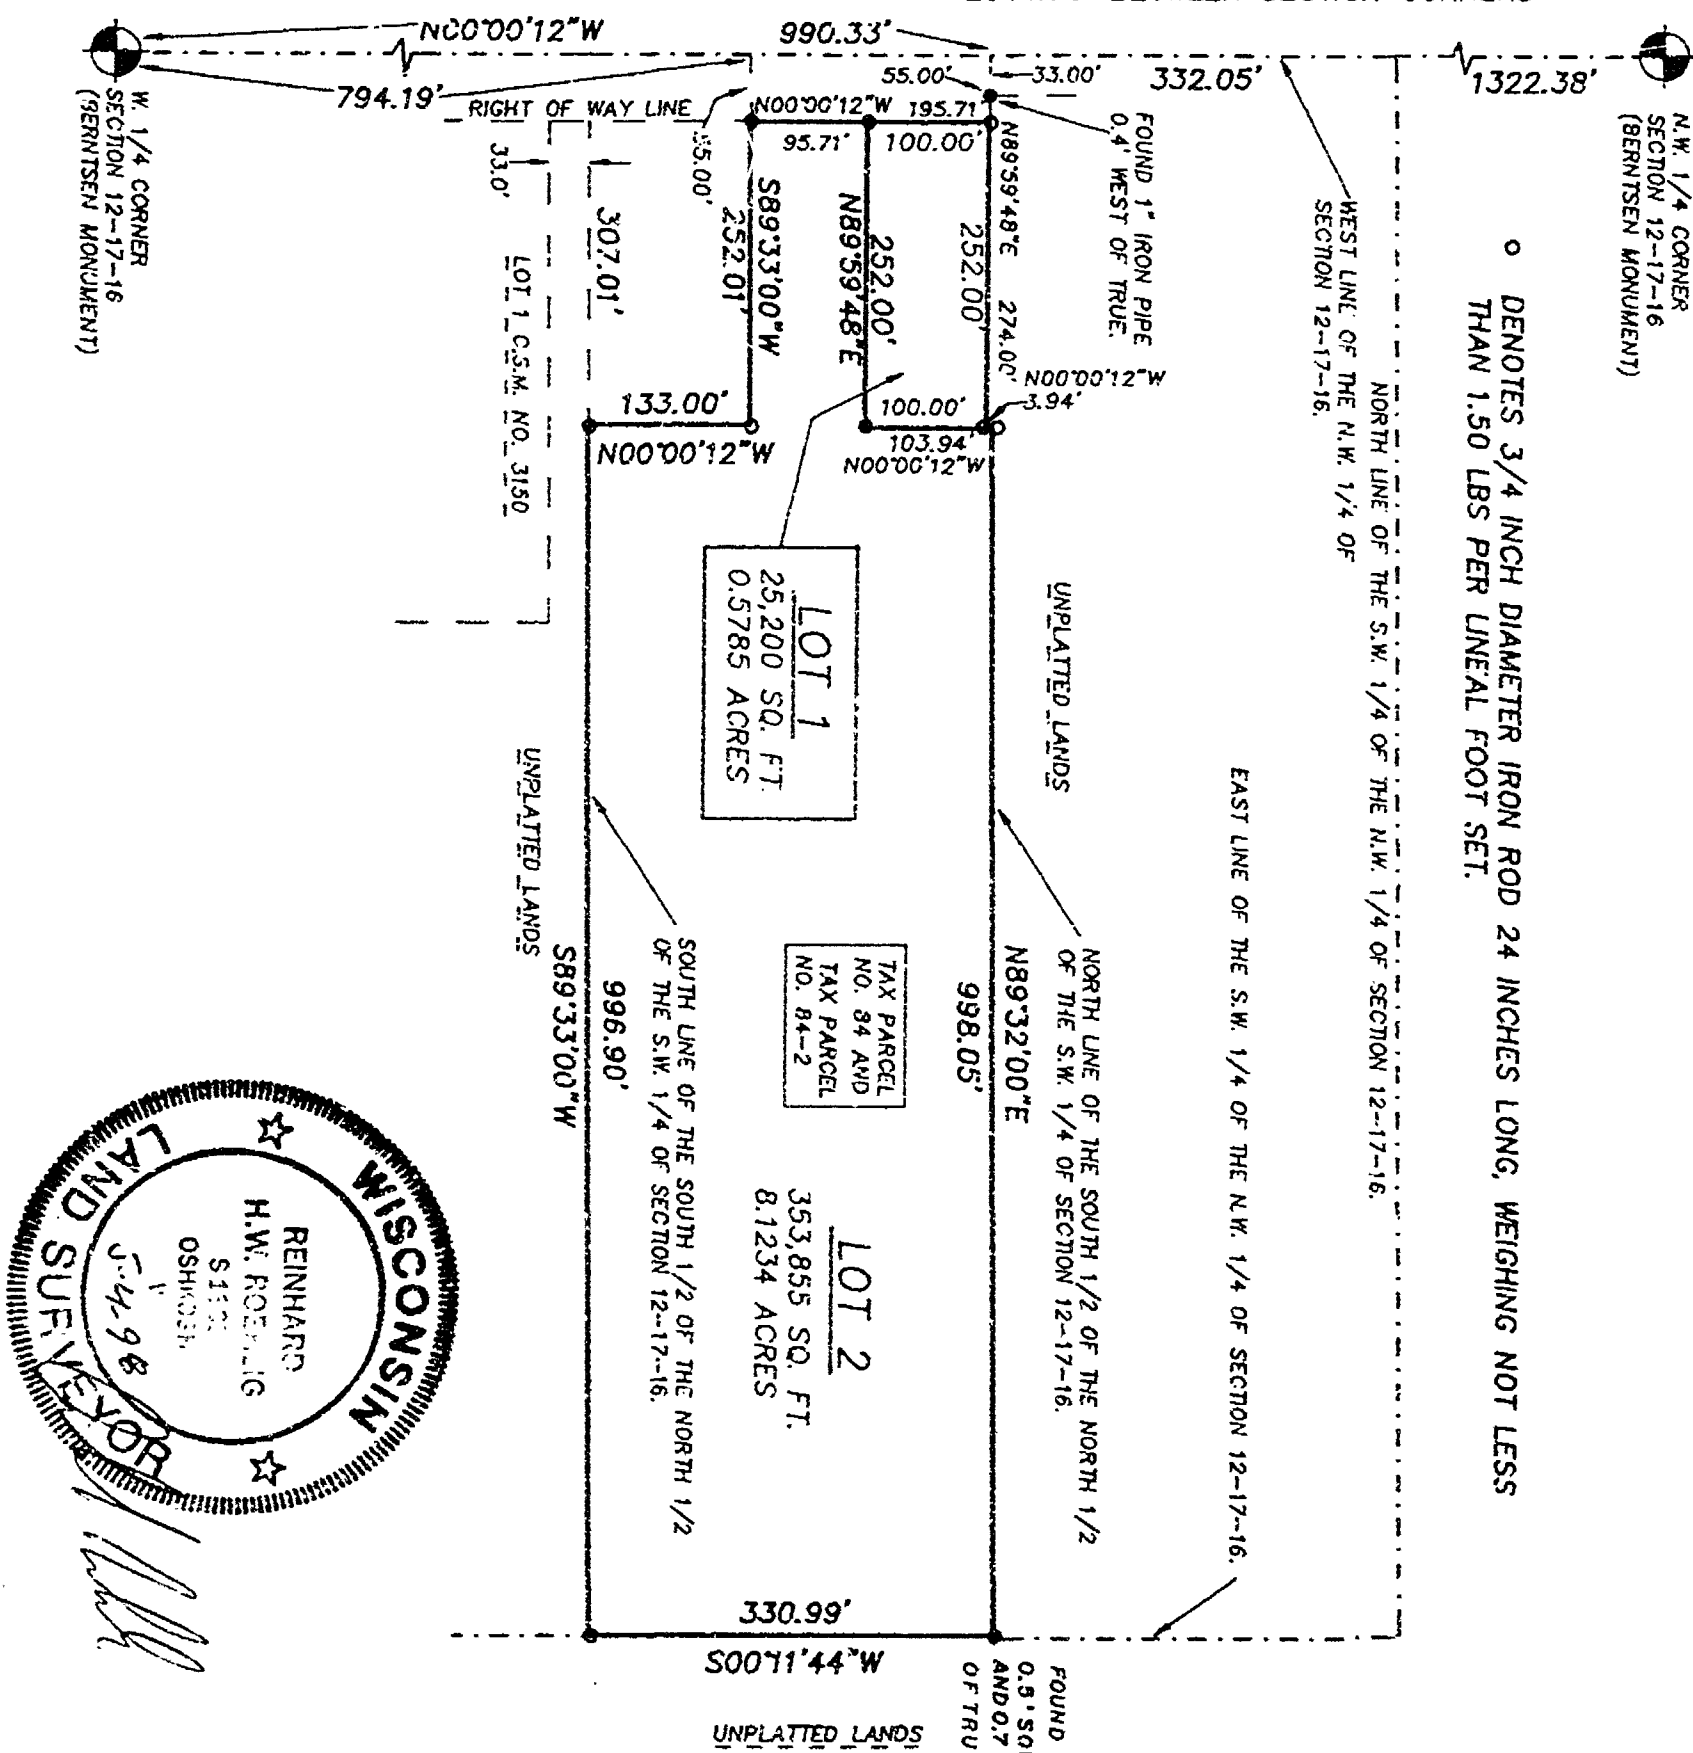 N00°00'12"W
990.33'
794.19'
55.00'
33.00'
332.05'
1322.38'
RIGHT OF WAY LINE
N00°00'12"W
195.71'
95.71'
100.00'
W. 1/4 CORNER
SECTION 12-17-16
(BERNTSEN MONUMENT)
N.W. 1/4 CORNER
SECTION 12-17-16
(BERNTSEN MONUMENT)
o DENOTES 3/4 INCH DIAMETER IRON ROD 24 INCHES LONG, WEIGHING NOT LESS
THAN 1.50 LBS PER LINEAL FOOT SET.
NORTH LINE OF THE S.W. 1/4 OF THE N.W. 1/4 OF SECTION 12-17-16.
WEST LINE OF THE N.W. 1/4 OF
SECTION 12-17-16.
EAST LINE OF THE S.W. 1/4 OF THE N.W. 1/4 OF SECTION 12-17-16.
FOUND 1" IRON PIPE
0.4' WEST OF TRUE.
N89°59'48"E 274.00'
252.00'
N00°00'12"W
3.94'
252.00'
N89°59'48"E
S89°33'00"W
252.01'
307.01'
33.0'
LOT 1 C.S.M. NO. 3150
133.00'
N00°00'12"W
100.00'
103.94'
N00°00'12"W
UNPLATTED LANDS
LOT 1
25,200 SQ. FT.
0.5785 ACRES
UNPLATTED LANDS
NORTH LINE OF THE SOUTH 1/2 OF THE NORTH 1/2
OF THE S.W. 1/4 OF SECTION 12-17-16.
N89°32'00"E
998.05'
TAX PARCEL
NO. 84 AND
TAX PARCEL
NO. 84-2
SOUTH LINE OF THE SOUTH 1/2 OF THE NORTH 1/2
OF THE S.W. 1/4 OF SECTION 12-17-16.
996.90'
S89°33'00"W
LOT 2
353,855 SQ. FT.
8.1234 ACRES
WISCONSIN
REINHARD
H.W.
5-4-98
LAND SURVEYOR
330.99'
S00°11'44"W
FOUND
0.5' SO
AND 0.7
OF TRU
UNPLATTED LANDS